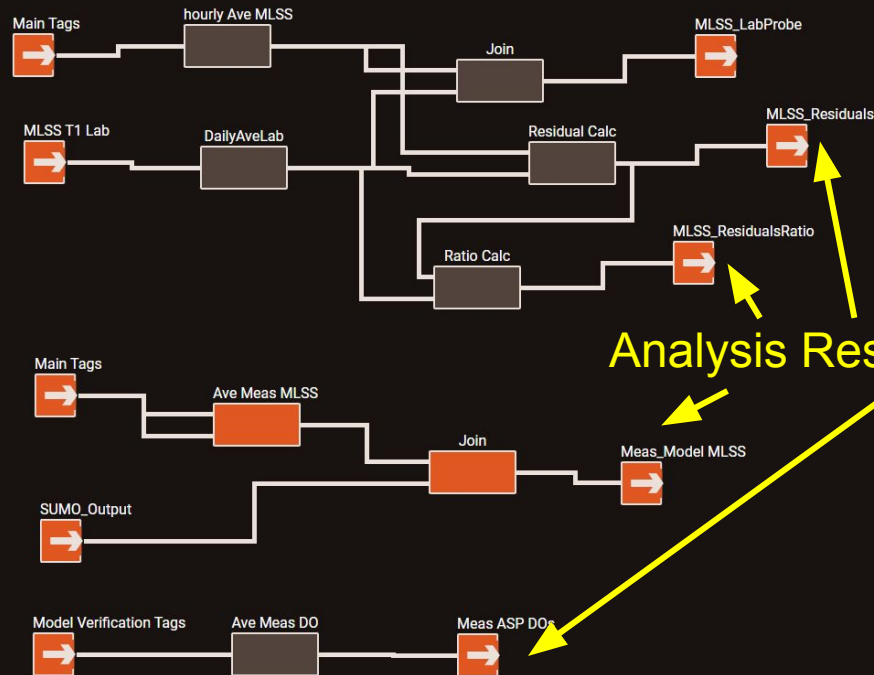 Main Tags
hourly Ave MLSS
Join
MLSS_LabProbe
MLSS T1 Lab
DailyAveLab
Residual Calc
MLSS_Residuals
Ratio Calc
MLSS_ResidualsRatio
Analysis Res
Main Tags
Ave Meas MLSS
Join
Meas_Model MLSS
SUMO_Output
Model Verification Tags
Ave Meas DO
Meas ASP DOs